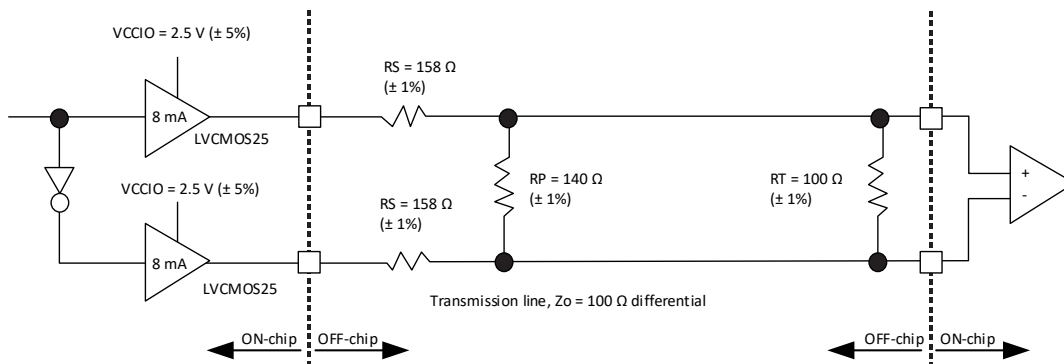 VCCIO = 2.5 V (± 5%)
8 mA
LVCMOS25
RS = 158 Ω
(± 1%)
VCCIO = 2.5 V (± 5%)
8 mA
LVCMOS25
RS = 158 Ω
(± 1%)
RP = 140 Ω
(± 1%)
RT = 100 Ω
(± 1%)
+
-
Transmission line, Zo = 100 Ω differential
ON-chip
OFF-chip
OFF-chip
ON-chip